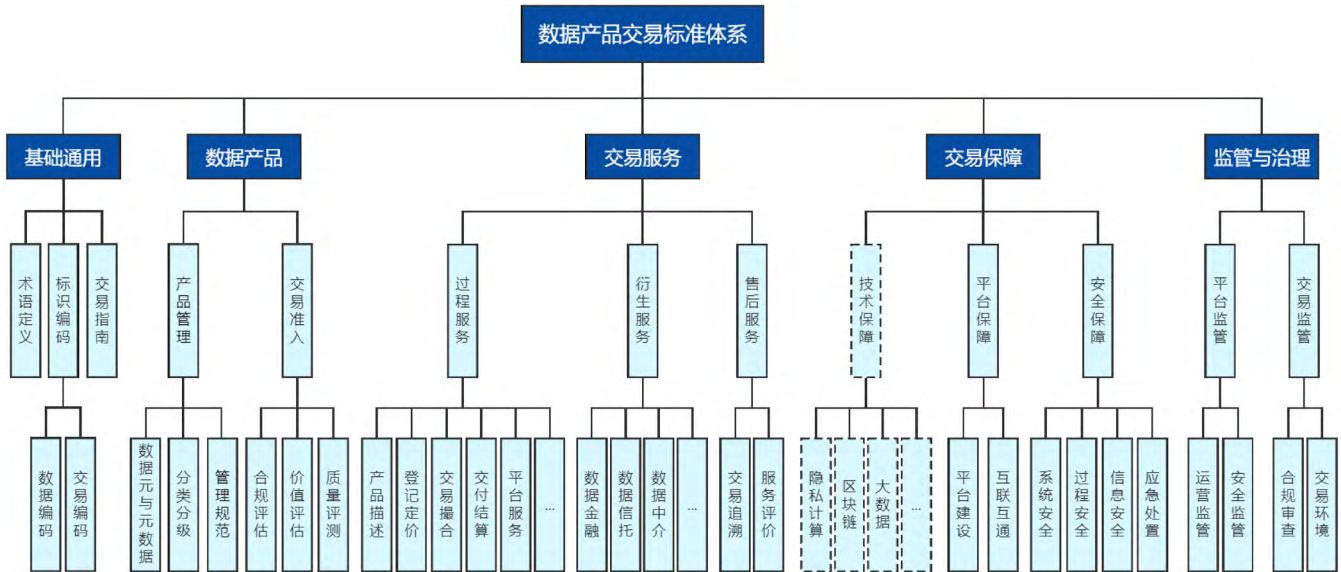 数据产品交易标准体系
基础通用
数据产品
交易服务
交易保障
监管与治理
术语定义
标识编码
交易指南
产品管理
交易准入
过程服务
衍生服务
售后服务
技术保障
平台保障
安全保障
平台监管
交易监管
数据编码
交易编码
数据元与元数据
分类分级
管理规范
合规评估
价值评估
质量评测
产品描述
登记定价
交易撮合
交付结算
平台服务
...
数据金融
数据信托
数据中介
...
交易追溯
服务评价
隐私计算
区块链
大数据
...
平台建设
互联互通
系统安全
过程安全
信息安全
应急处置
运营监管
安全监管
合规审查
交易环境